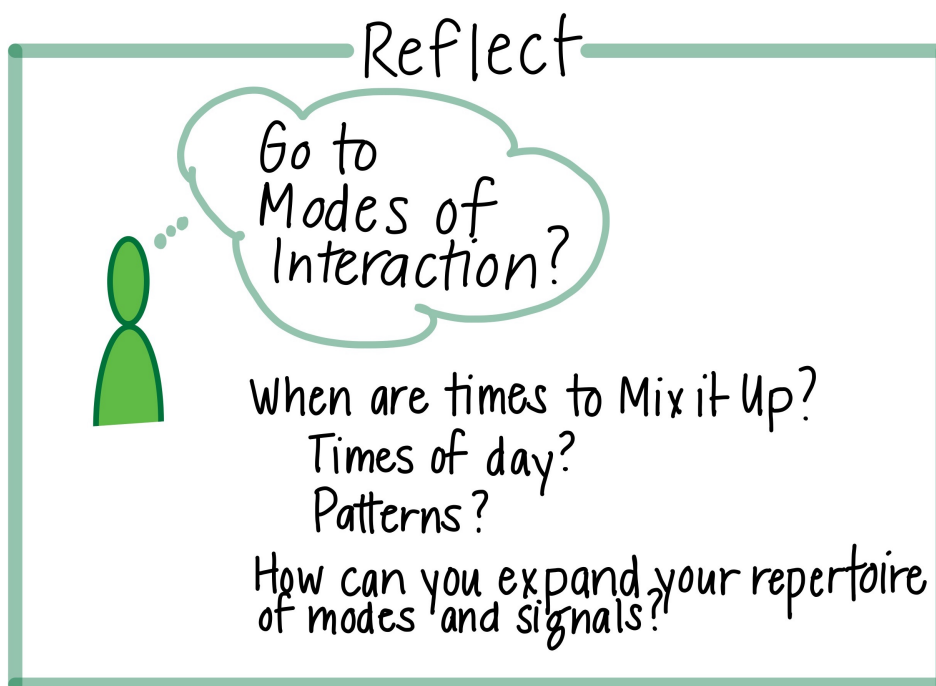 Reflect
Go to
Modes of
Interaction?
When are times to Mix it Up?
Times of day?
Patterns?
How can you expand your repertoire
of modes and signals?